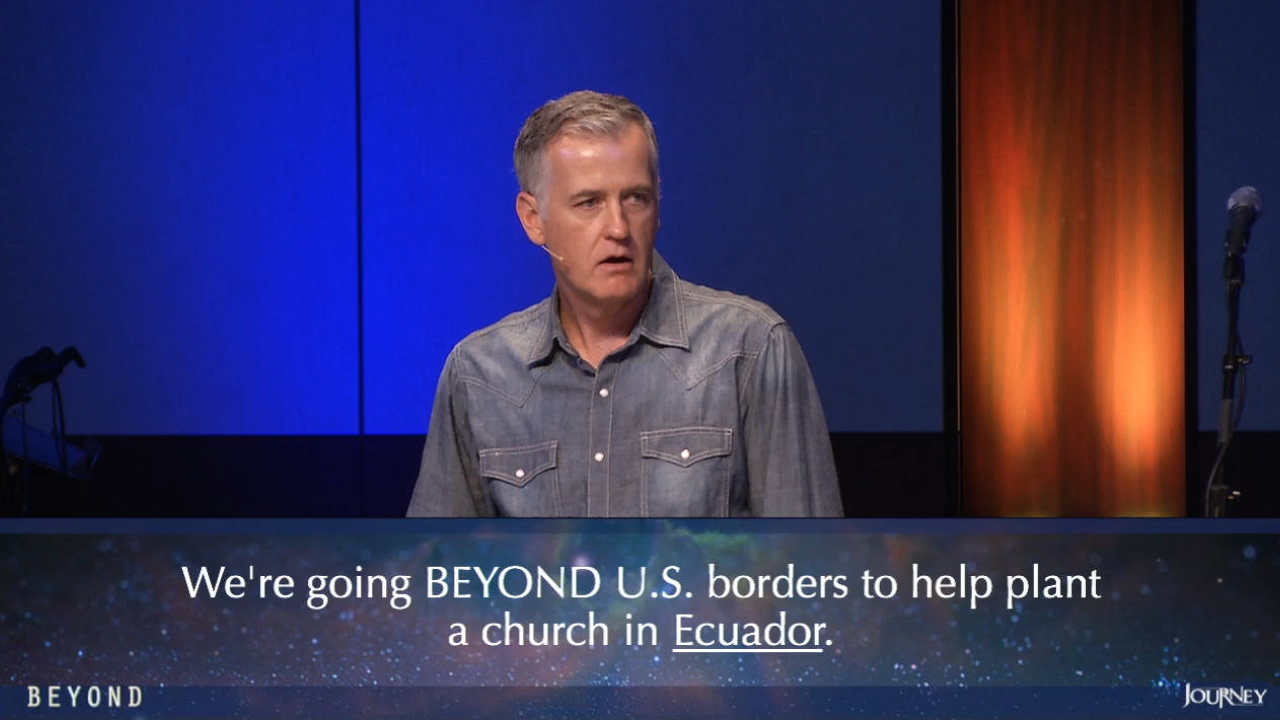 We're going BEYOND U.S. borders to help plant
a church in Ecuador.
BEYOND
JOURNEY